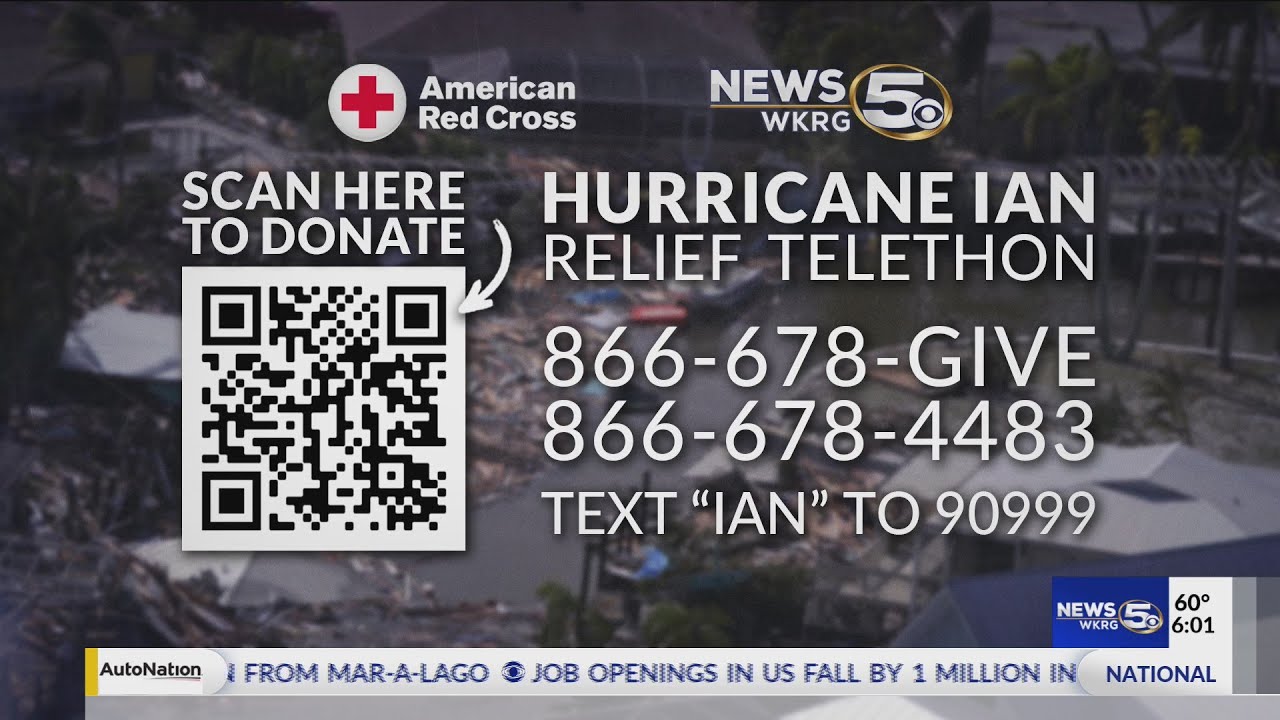 American
Red Cross
NEWS 5
WKRG
SCAN HERE
TO DONATE
HURRICANE IAN
RELIEF TELETHON
866-678-GIVE
866-678-4483
TEXT “IAN” TO 90999
NEWS 5
WKRG
60°
6:01
AutoNation
N FROM MAR-A-LAGO JOB OPENINGS IN US FALL BY 1 MILLION IN
NATIONAL